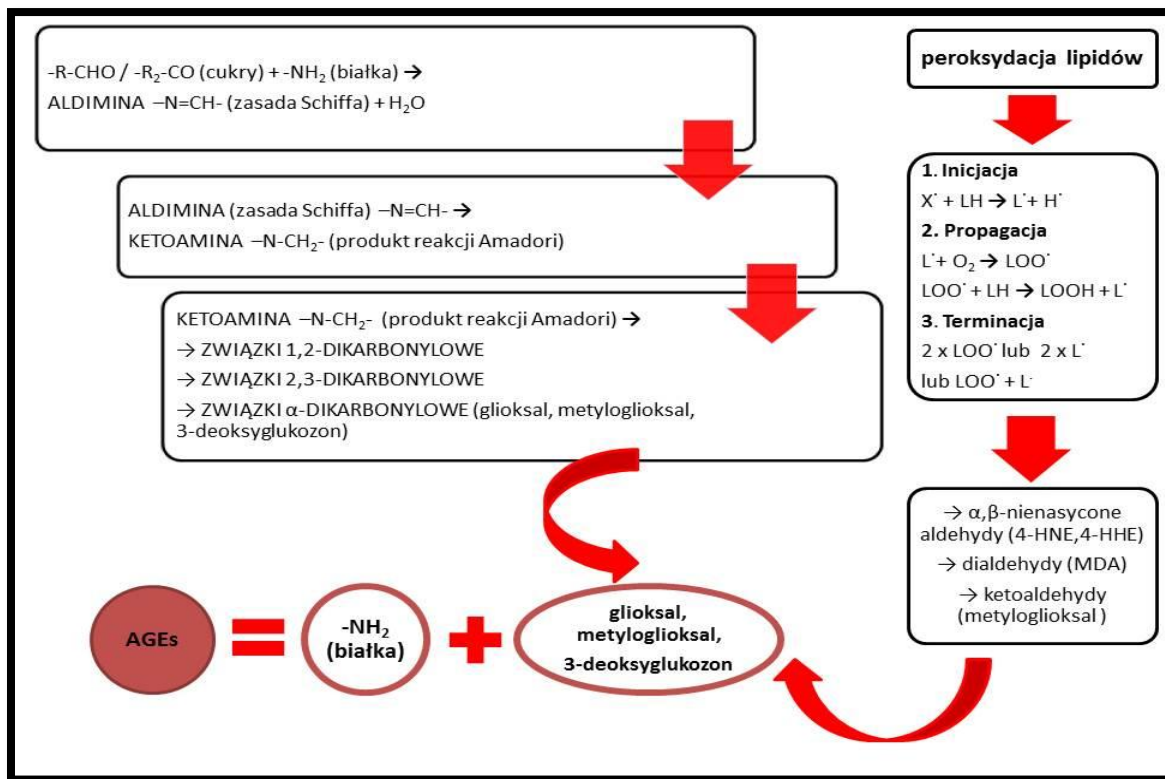 -R-CHO / -R₂-CO (cukry) + -NH₂ (białka) →
ALDIMINA –N=CH- (zasada Schiffa) + H₂O
ALDIMINA (zasada Schiffa) –N=CH- →
KETOAMINA –N-CH₂- (produkt reakcji Amadori)
KETOAMINA –N-CH₂- (produkt reakcji Amadori) →
→ ZWIĄZKI 1,2-DIKARBONYLOWE
→ ZWIĄZKI 2,3-DIKARBONYLOWE
→ ZWIĄZKI α-DIKARBONYLOWE (glioksal, metyloglioksal,
3-deoksyglukozon)
peroksydacja lipidów
1. Inicjacja
X˙ + LH → L˙+ H˙
2. Propagacja
L˙+ O₂ → LOO˙
LOO˙ + LH → LOOH + L˙
3. Terminacja
2 x LOO˙ lub 2 x L˙
lub LOO˙ + L·
→ α,β-nienasycone
aldehydy (4-HNE,4-HHE)
→ dialdehydy (MDA)
→ ketoaldehydy
(metyloglioksal )
AGEs
=
-NH₂
(białka)
+
glioksal,
metyloglioksal,
3-deoksyglukozon